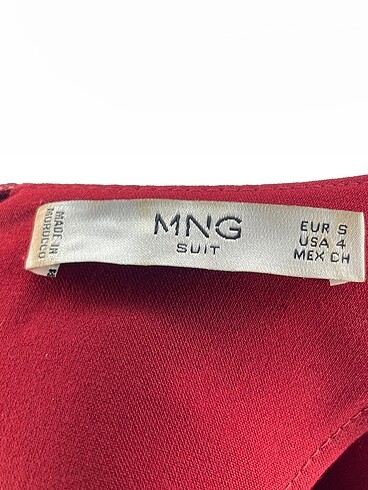 MADE IN
MOROCCO
MNG
SUIT
EUR S
USA 4
MEX CH